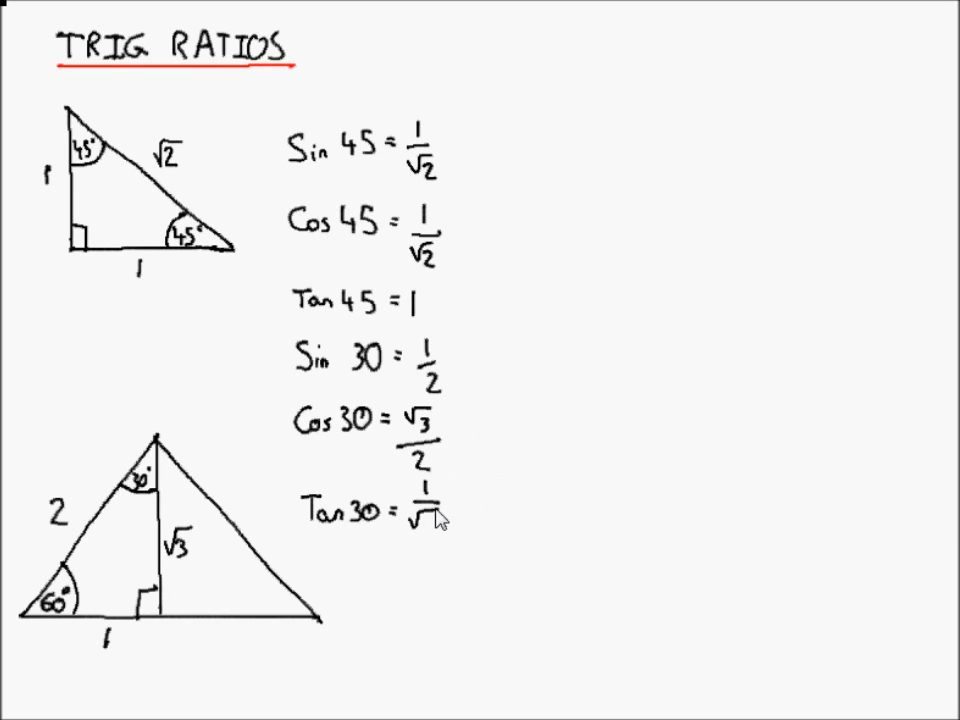 TRIG RATIOS
45°
√2
1
45°
1
Sin 45 = 1/√2
Cos 45 = 1/√2
Tan 45 = 1
Sin 30 = 1/2
Cos 30 = √3/2
Tan 30 = 1/√
30°
2
√3
60°
1